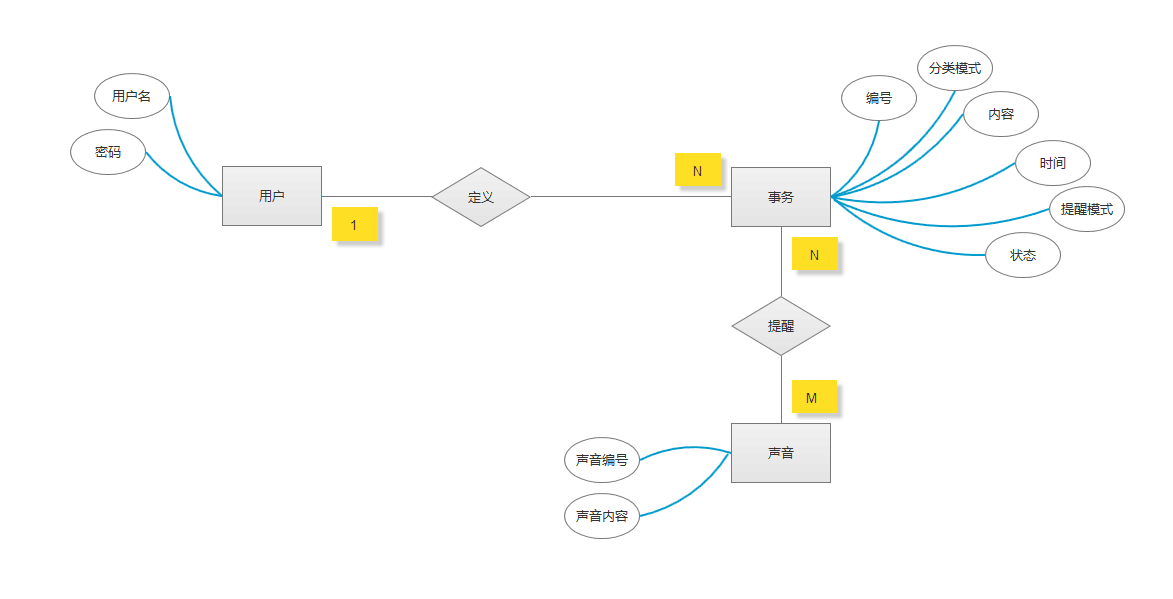 分类模式
编号
用户名
内容
密码
时间
N
用户
定义
事务
提醒模式
1
N
状态
提醒
M
声音
声音编号
声音内容